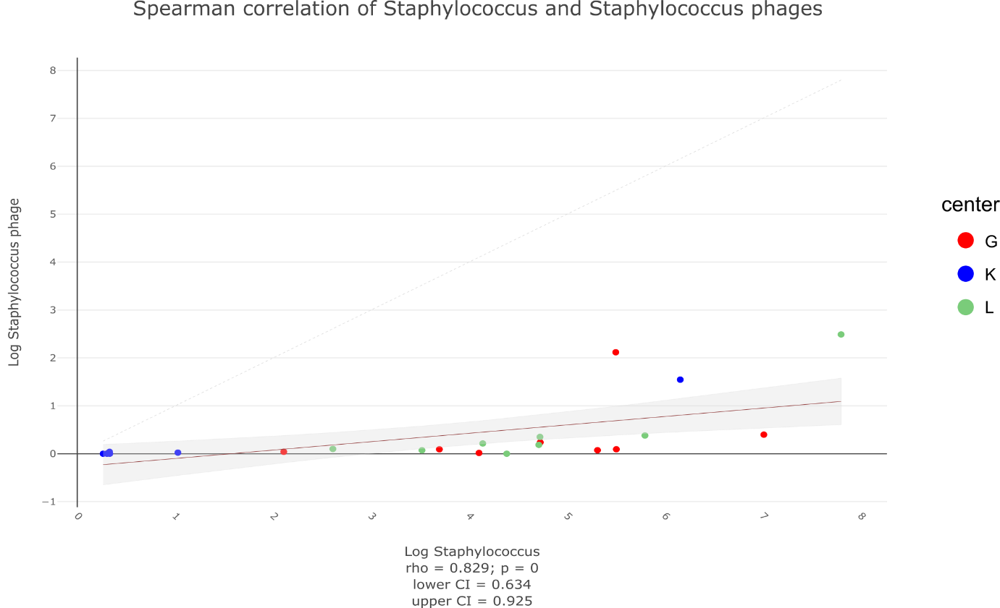 Spearman correlation of Staphylococcus and Staphylococcus phages
8
7
6
5
4
3
2
1
0
−1
Log Staphylococcus phage
0 1 2 3 4 5 6 7 8
Log Staphylococcus
rho = 0.829; p = 0
lower CI = 0.634
upper CI = 0.925
center
G
K
L